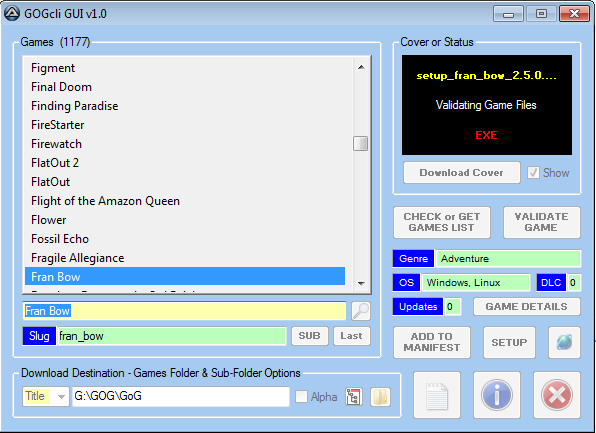 GOGcli GUI v1.0
Games (1177)
Figment
Final Doom
Finding Paradise
FireStarter
Firewatch
FlatOut 2
FlatOut
Flight of the Amazon Queen
Flower
Fossil Echo
Fragile Allegiance
Fran Bow
Fran Bow
Slug fran_bow SUB Last
Cover or Status
setup_fran_bow_2.5.0....
Validating Game Files
EXE
Download Cover Show
CHECK or GET
GAMES LIST
VALIDATE
GAME
Genre Adventure
OS Windows, Linux DLC 0
Updates 0 GAME DETAILS
ADD TO
MANIFEST
SETUP
Download Destination - Games Folder & Sub-Folder Options
Title G:\GOG\GoG Alpha